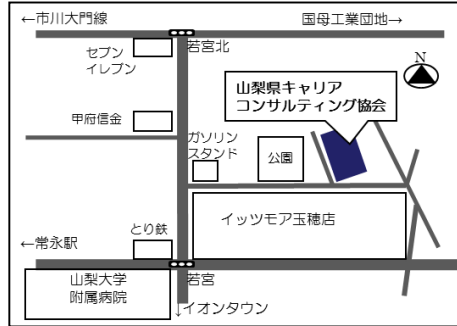 ←市川大門線
国母工業団地→
若宮北
セブン
イレブン
N
山梨県キャリア
コンサルティング協会
甲府信金
ガソリン
スタンド
公園
イッツモア玉穂店
とり鉄
←常永駅
若宮
山梨大学
附属病院
↓イオンタウン